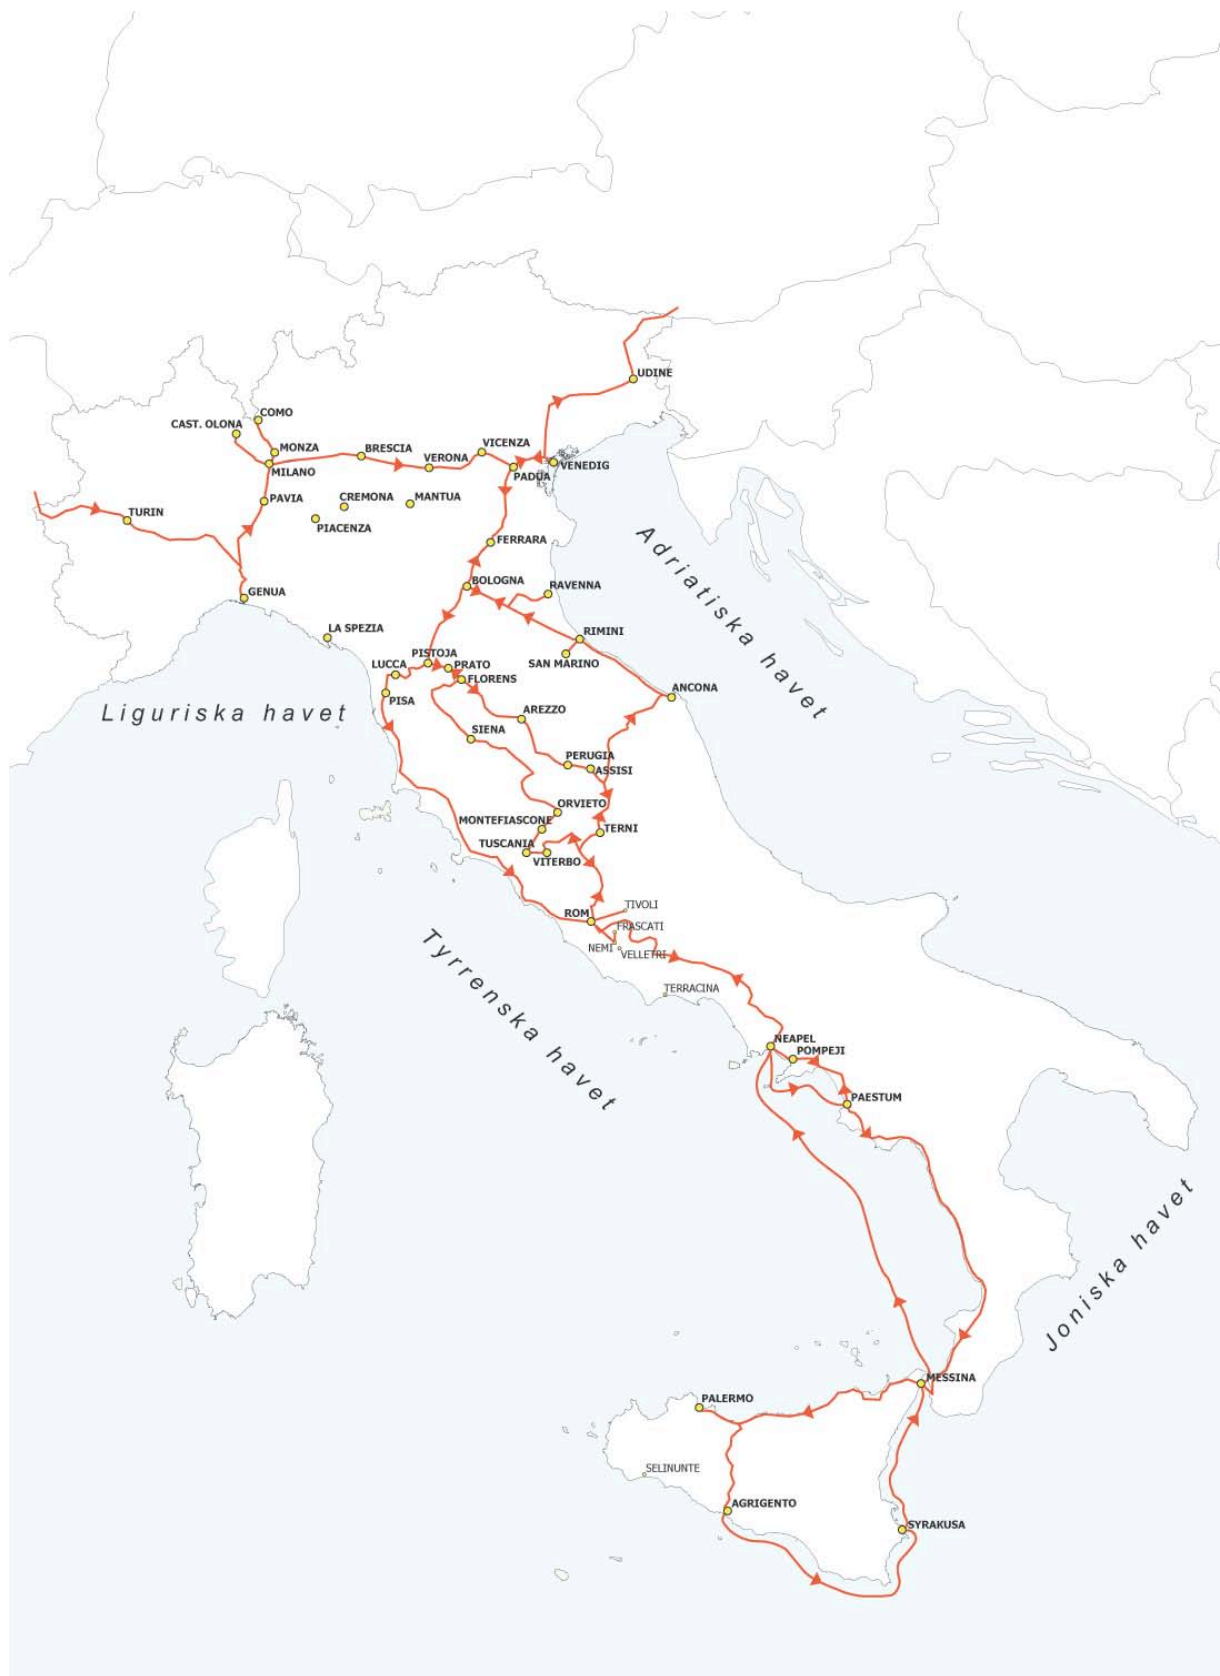 UDINE
COMO
CAST. OLONA
MONZA
BRESCIA
VICENZA
VERONA
MILANO
PADUA
VENEDIG
PAVIA
CREMONA
MANTUA
TURIN
PIACENZA
FERRARA
Adriatiska havet
BOLOGNA
RAVENNA
GENUA
LA SPEZIA
RIMINI
PISTOJA
LUCCA
PRATO
SAN MARINO
FLORENS
ANCONA
PISA
Liguriska havet
AREZZO
SIENA
PERUGIA
ASSISI
ORVIETO
MONTEFIASCONE
TERNI
TUSCANIA
VITERBO
TIVOLI
ROM
FRASCATI
NEMI
VELLETRI
Tyrrenska havet
TERRACINA
NEAPEL
POMPEJI
PAESTUM
Joniska havet
MESSINA
PALERMO
SELINUNTE
AGRIGENTO
SYRAKUSA